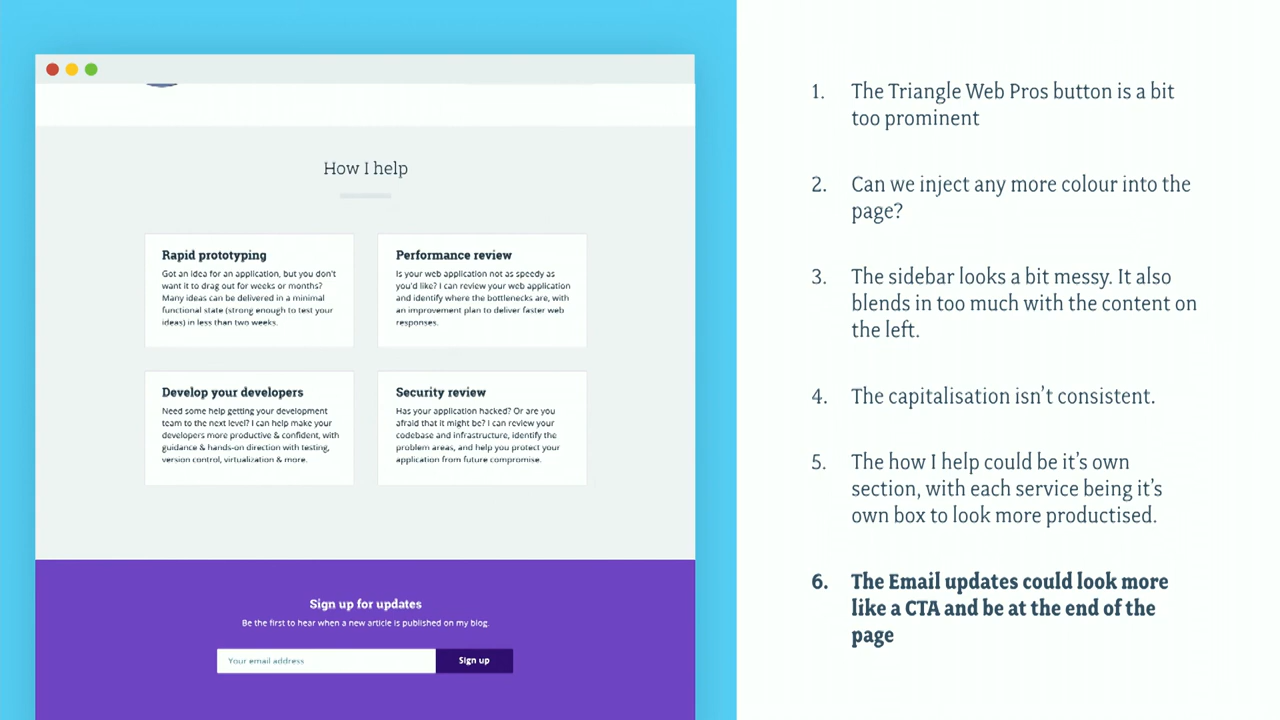 How I help
Rapid prototyping
Got an idea for an application, but you don't
want it to drag out for weeks or months?
Many ideas can be delivered in a minimal
functional state (strong enough to test your
ideas) in less than two weeks.
Performance review
Is your web application not as speedy as
you'd like? I can review your web application
and identify where the bottlenecks are, with
an improvement plan to deliver faster web
responses.
Develop your developers
Need some help getting your development
team to the next level? I can help make your
developers more productive & confident, with
guidance & hands-on direction with testing,
version control, virtualization & more.
Security review
Has your application hacked? Or are you
afraid that it might be? I can review your
codebase and infrastructure, identify the
problem areas, and help you protect your
application from future compromise.
Sign up for updates
Be the first to hear when a new article is published on my blog.
Your email address
Sign up
1. The Triangle Web Pros button is a bit
too prominent
2. Can we inject any more colour into the
page?
3. The sidebar looks a bit messy. It also
blends in too much with the content on
the left.
4. The capitalisation isn't consistent.
5. The how I help could be it's own
section, with each service being it's
own box to look more productised.
6. The Email updates could look more
like a CTA and be at the end of the
page